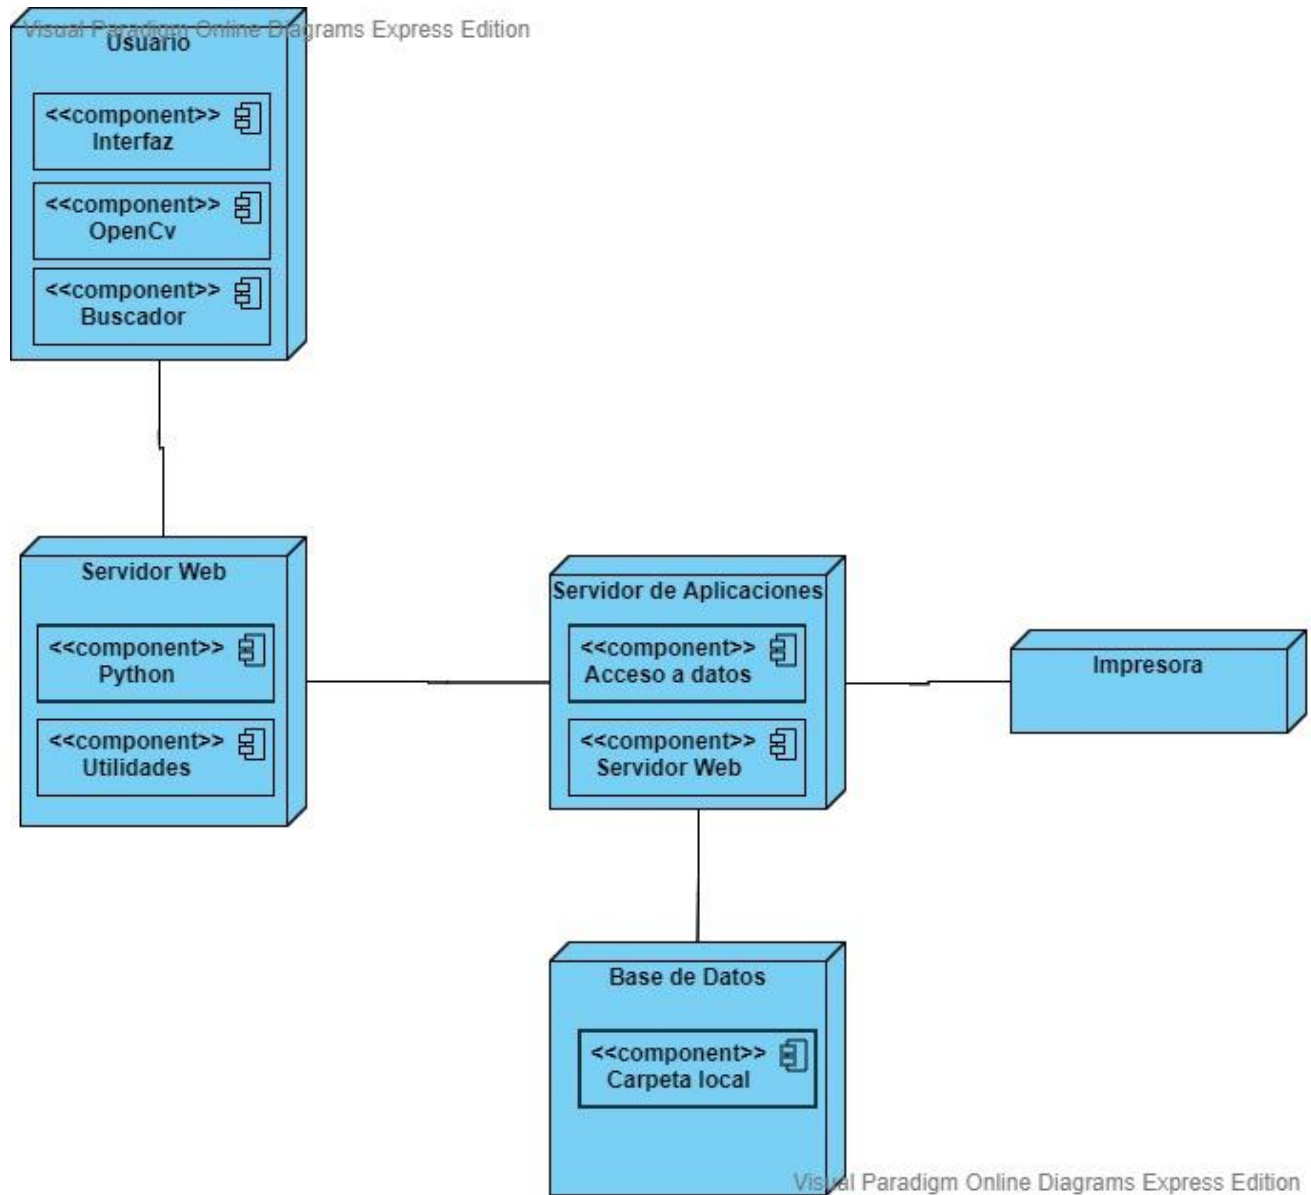 Visual Paradigm Online Diagrams Express Edition
Usuario
<<component>>
Interfaz
<<component>>
OpenCv
<<component>>
Buscador
Servidor Web
<<component>>
Python
<<component>>
Utilidades
Servidor de Aplicaciones
<<component>>
Acceso a datos
<<component>>
Servidor Web
Impresora
Base de Datos
<<component>>
Carpeta local
Visual Paradigm Online Diagrams Express Edition